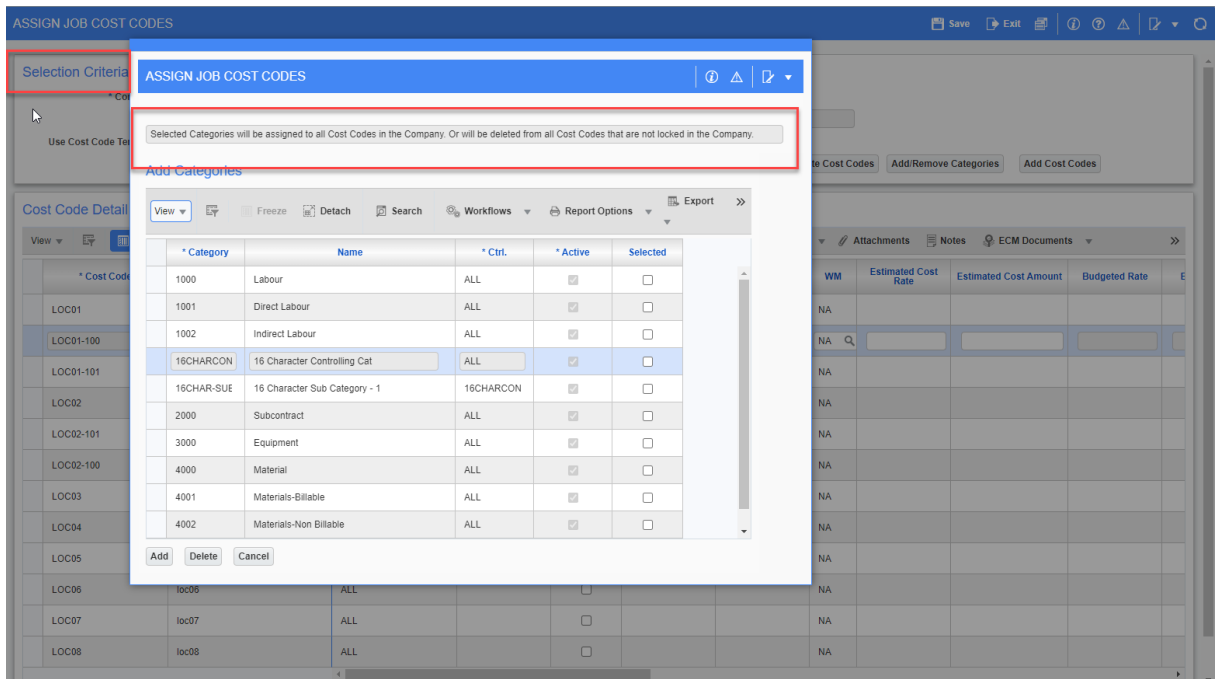 ASSIGN JOB COST CODES
Save Exit
Selection Criteria
Use Cost Code
Cost Codes Add/Remove Categories Add Cost Codes
Cost Code Detail
View
Attachments Notes ECM Documents
* Cost Code WM Estimated Cost Rate Estimated Cost Amount Budgeted Rate
LOC01 NA
LOC01-100 NA
LOC01-101 NA
LOC02 NA
LOC02-101 NA
LOC02-100 NA
LOC03 NA
LOC04 NA
LOC05 NA
LOC06 loc06 ALL NA
LOC07 loc07 ALL NA
LOC08 loc08 ALL NA
ASSIGN JOB COST CODES
Selected Categories will be assigned to all Cost Codes in the Company. Or will be deleted from all Cost Codes that are not locked in the Company.
Add Categories
View Freeze Detach Search Workflows Report Options Export
* Category Name * Ctrl. * Active Selected
1000 Labour ALL
1001 Direct Labour ALL
1002 Indirect Labour ALL
16CHARCON 16 Character Controlling Cat ALL
16CHAR-SUE 16 Character Sub Category - 1 16CHARCON
2000 Subcontract ALL
3000 Equipment ALL
4000 Material ALL
4001 Materials-Billable ALL
4002 Materials-Non Billable ALL
Add Delete Cancel